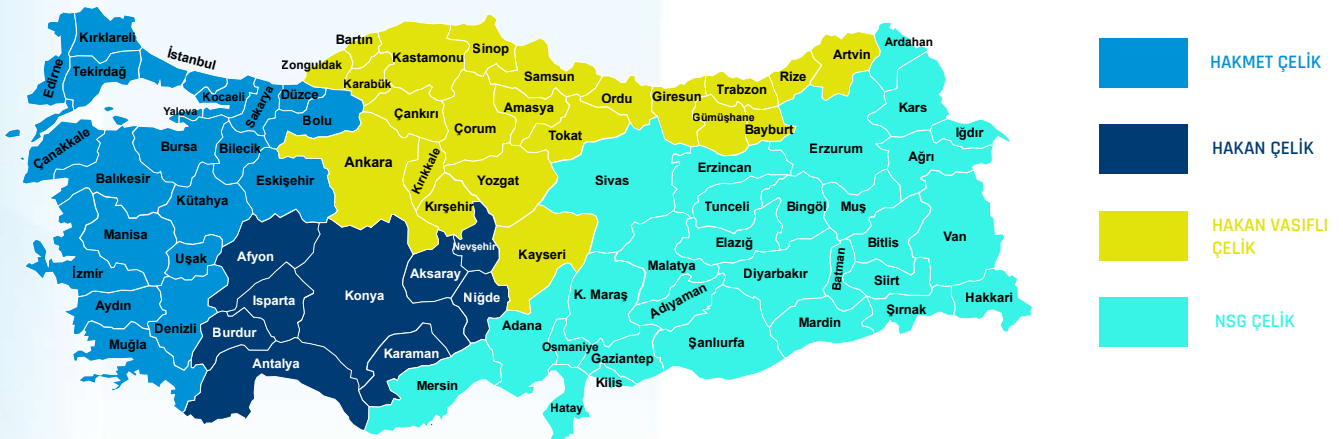 Kırklareli
Edirne
Tekirdağ
İstanbul
Kocaeli
Yalova
Sakarya
Düzce
Bolu
Zonguldak
Bartın
Karabük
Kastamonu
Sinop
Samsun
Çankırı
Çorum
Amasya
Ordu
Tokat
Giresun
Trabzon
Gümüşhane
Bayburt
Rize
Artvin
Ardahan
Kars
Iğdır
Ağrı
Erzurum
Erzincan
Sivas
Çanakkale
Bursa
Bilecik
Balıkesir
Eskişehir
Kütahya
Ankara
Kırıkkale
Yozgat
Kırşehir
Manisa
Uşak
Afyon
İzmir
Aydın
Denizli
Muğla
Isparta
Burdur
Antalya
Konya
Aksaray
Nevşehir
Niğde
Kayseri
Karaman
Mersin
Adana
K. Maraş
Osmaniye
Gaziantep
Kilis
Hatay
Malatya
Adıyaman
Şanlıurfa
Elazığ
Tunceli
Bingöl
Muş
Diyarbakır
Batman
Bitlis
Siirt
Van
Mardin
Şırnak
Hakkari
HAKMET ÇELİK
HAKAN ÇELİK
HAKAN VASIFLI
ÇELİK
NSG ÇELİK